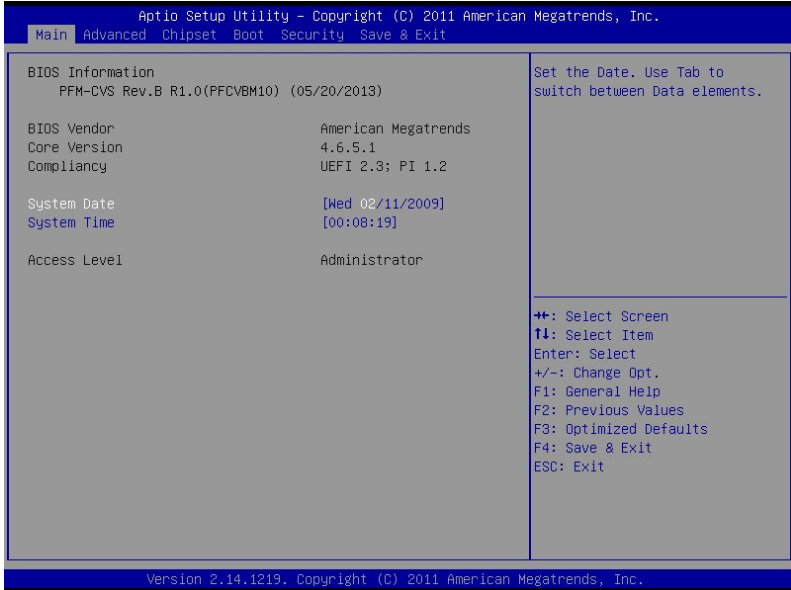 Aptio Setup Utility – Copyright (C) 2011 American Megatrends, Inc.
Main Advanced Chipset Boot Security Save & Exit
BIOS Information
PFM-CVS Rev.B R1.0(PFCVBM10) (05/20/2013)
BIOS Vendor American Megatrends
Core Version 4.6.5.1
Compliancy UEFI 2.3; PI 1.2
System Date [Wed 02/11/2009]
System Time [00:08:19]
Access Level Administrator
Set the Date. Use Tab to
switch between Data elements.
→←: Select Screen
↑↓: Select Item
Enter: Select
+/-: Change Opt.
F1: General Help
F2: Previous Values
F3: Optimized Defaults
F4: Save & Exit
ESC: Exit
Version 2.14.1219. Copyright (C) 2011 American Megatrends, Inc.